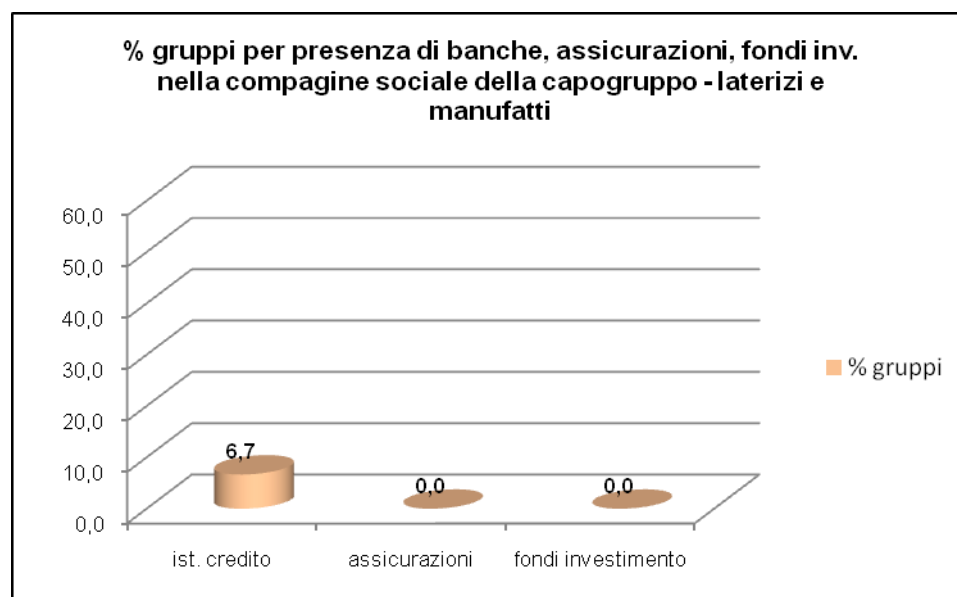 % gruppi per presenza di banche, assicurazioni, fondi inv.
nella compagine sociale della capogruppo - laterizi e
manufatti
60,0
50,0
40,0
30,0
20,0
10,0
0,0
6,7
0,0
0,0
ist. credito
assicurazioni
fondi investimento
% gruppi